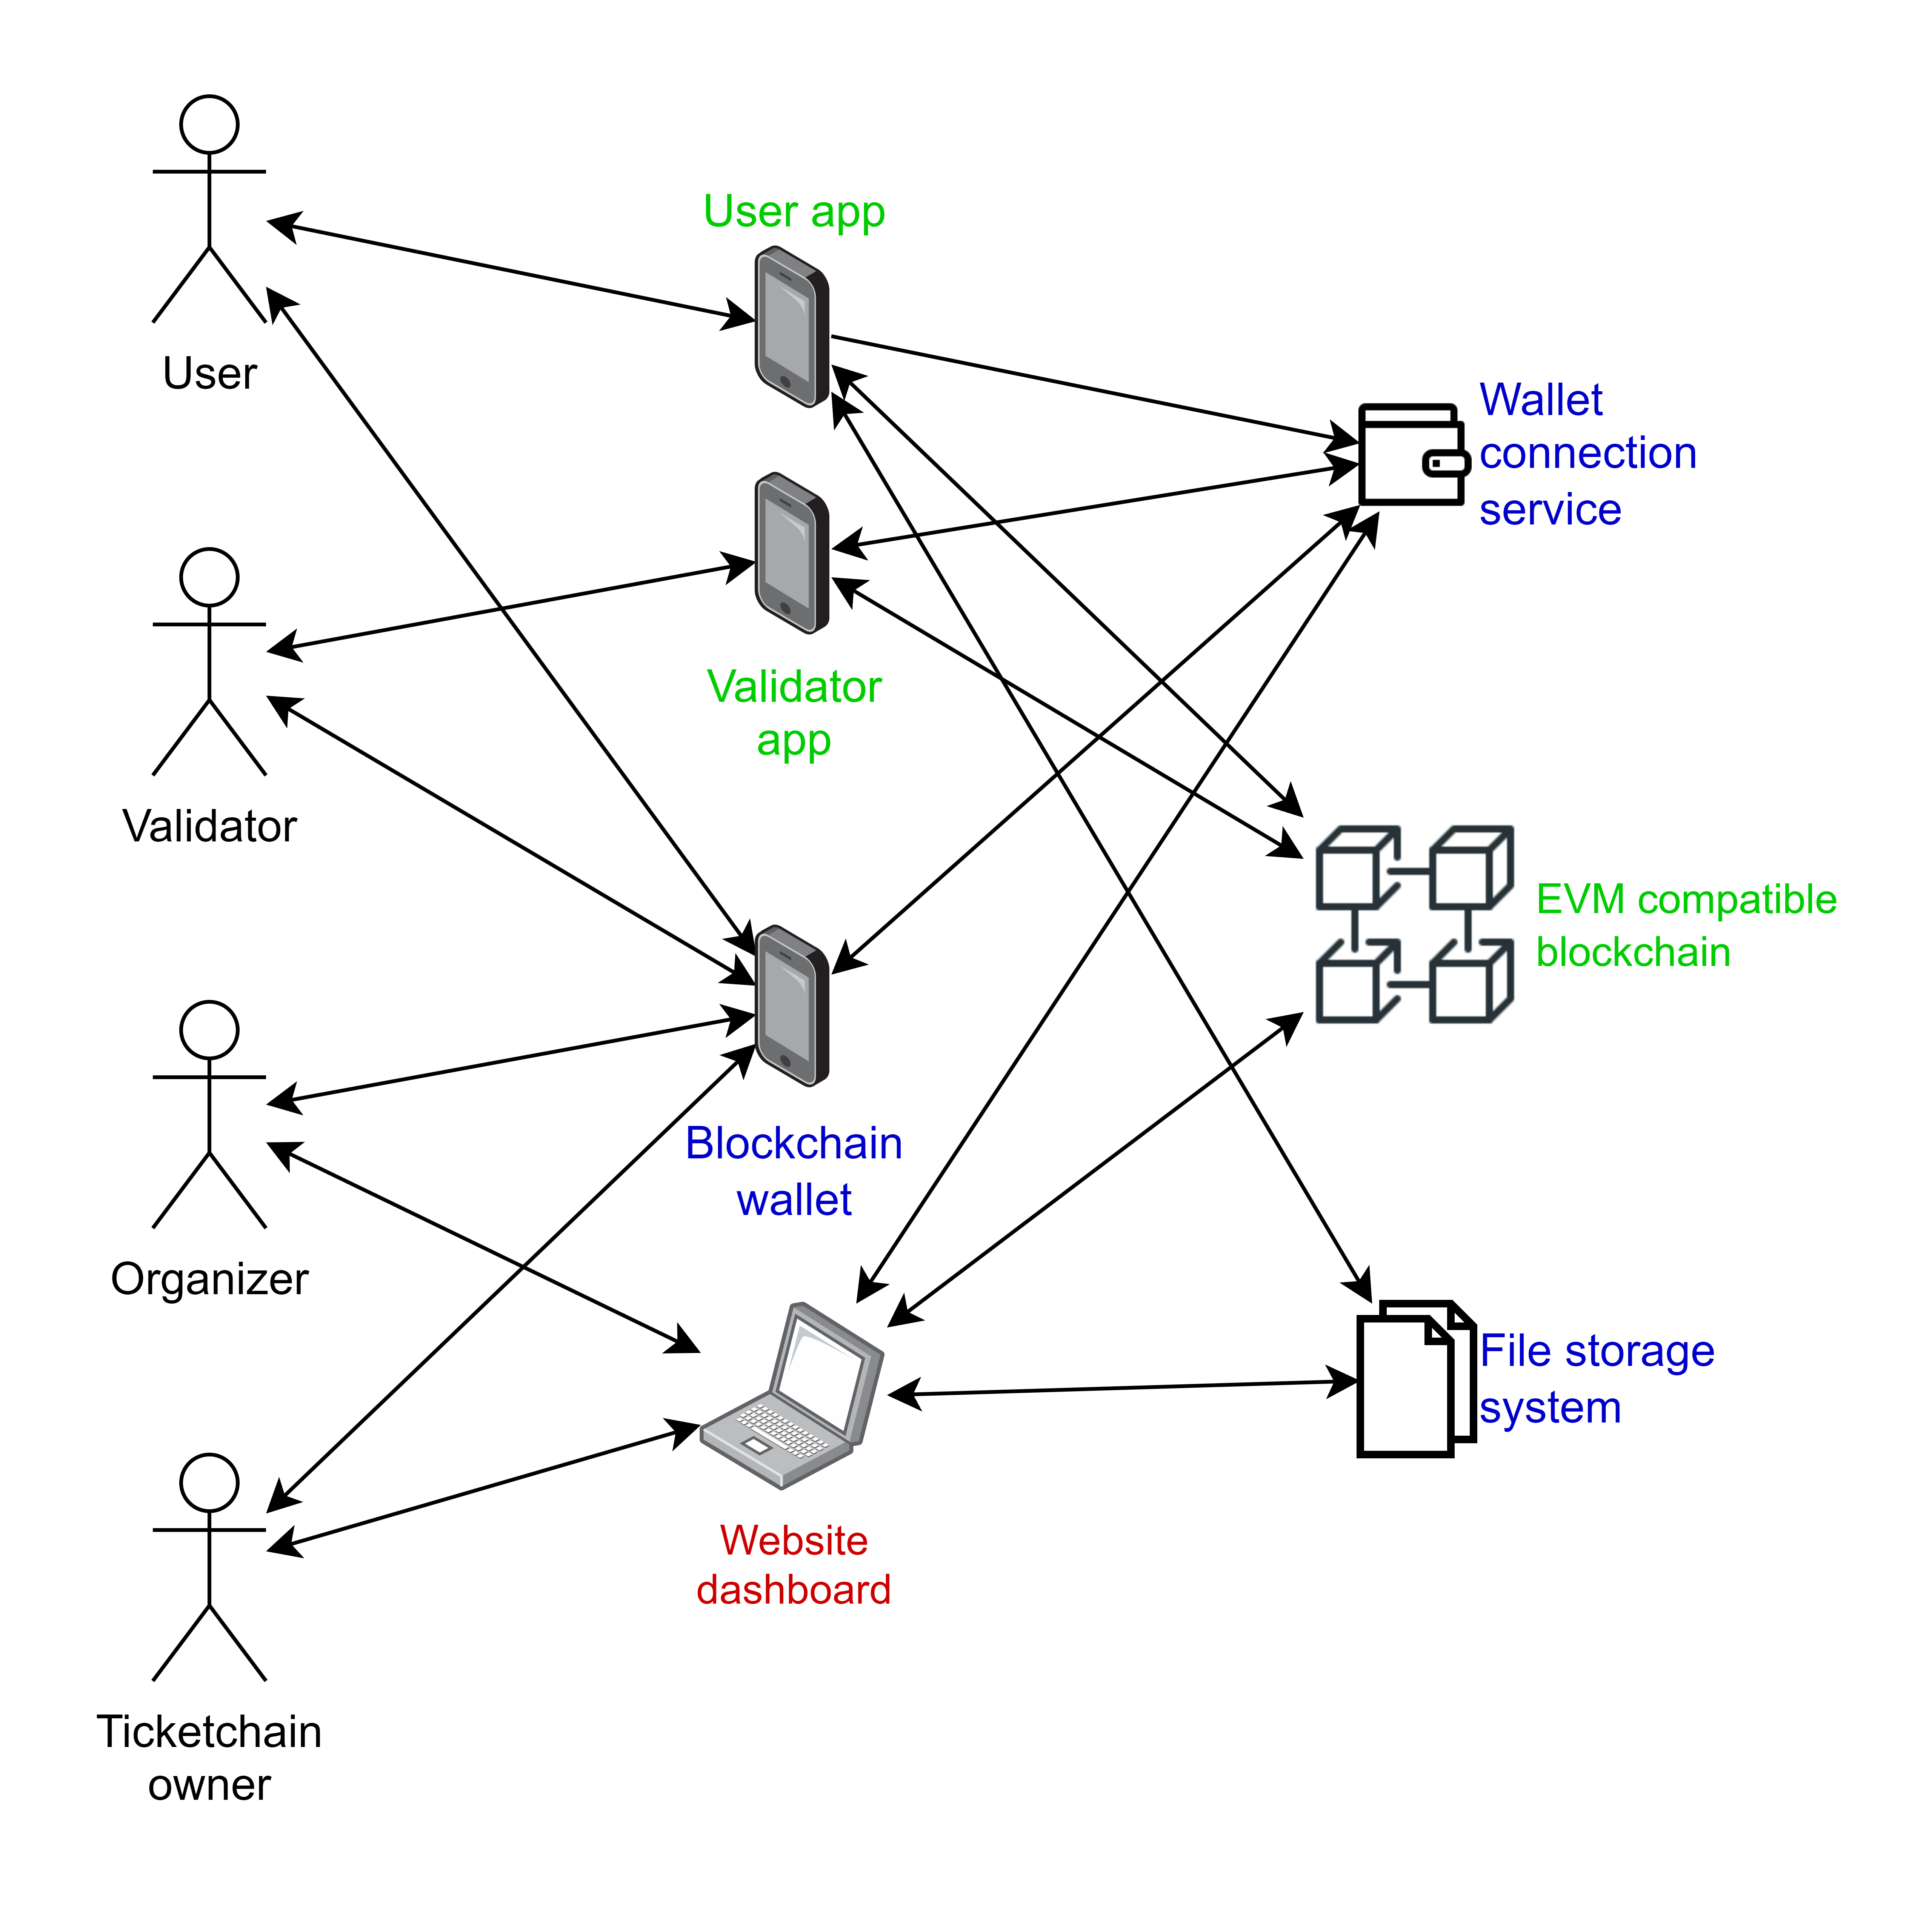 User app
User
Wallet
connection
service
Validator
app
Validator
EVM compatible
blockchain
Blockchain
wallet
Organizer
File storage
system
Website
dashboard
Ticketchain
owner